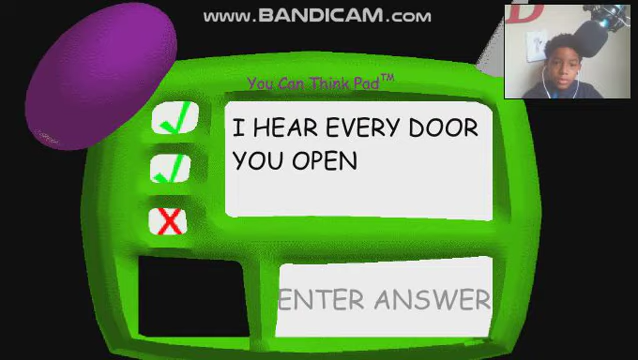 www.BANDICAM.com
You Can Think Pad™
I HEAR EVERY DOOR
YOU OPEN
ENTER ANSWER